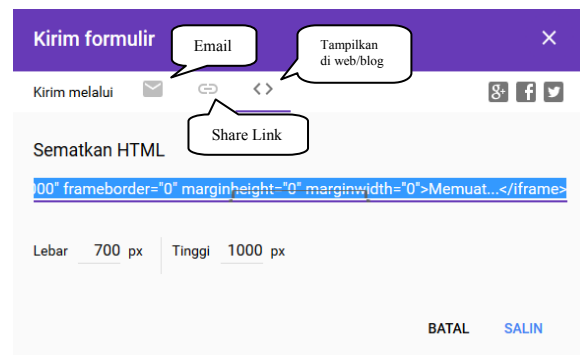 Kirim formulir
Email
Tampilkan
di web/blog
Kirim melalui
Share Link
Sematkan HTML
00" frameborder="0" marginheight="0" marginwidth="0">Memuat...</iframe>
Lebar 700 px Tinggi 1000 px
BATAL SALIN